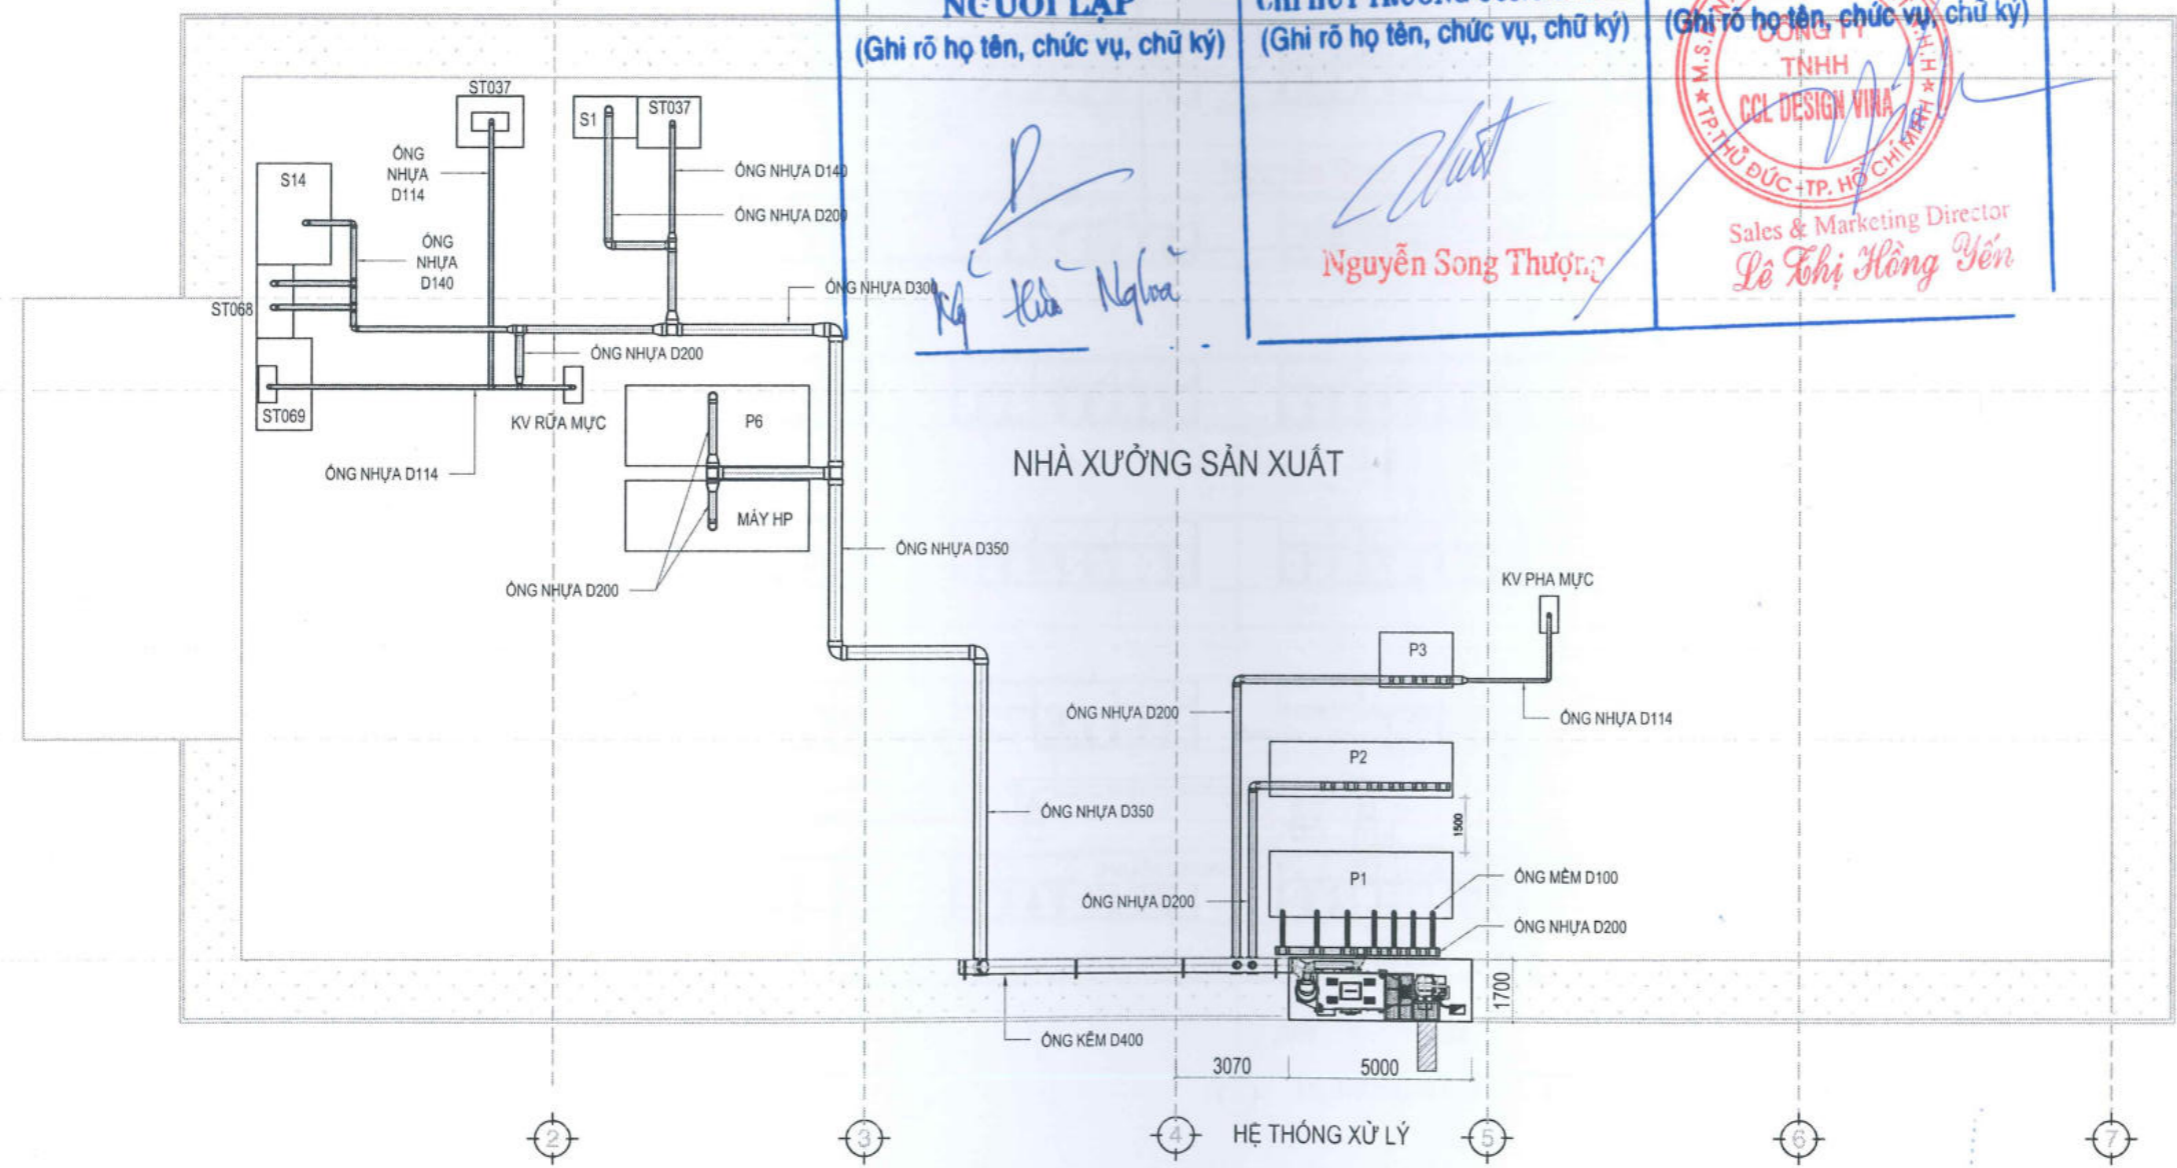 NGƯỜI LẬP
(Ghi rõ họ tên, chức vụ, chữ ký)
(Ghi rõ họ tên, chức vụ, chữ ký)
(Ghi rõ họ tên, chức vụ, chữ ký)
CÔNG TY
TNHH
CCL DESIGN VINA
TP.THỦ ĐỨC-TP. HỒ CHÍ MINH
Sales & Marketing Director
Lê Thị Hồng Yến
Nguyễn Song Thượng
ST037
S1
ST037
ỐNG
NHỰA
D114
ỐNG NHỰA D140
ỐNG NHỰA D200
S14
ỐNG
NHỰA
D140
ST068
ỐNG NHỰA D300
ỐNG NHỰA D200
ST069
KV RỮA MỰC
P6
ỐNG NHỰA D114
NHÀ XƯỞNG SẢN XUẤT
MÁY HP
ỐNG NHỰA D350
ỐNG NHỰA D200
KV PHA MỰC
P3
ỐNG NHỰA D200
ỐNG NHỰA D114
P2
ỐNG NHỰA D350
1500
P1
ỐNG MỀM D100
ỐNG NHỰA D200
ỐNG NHỰA D200
1700
ỐNG KẼM D400
3070
5000
2
3
4
HỆ THỐNG XỬ LÝ
5
6
7